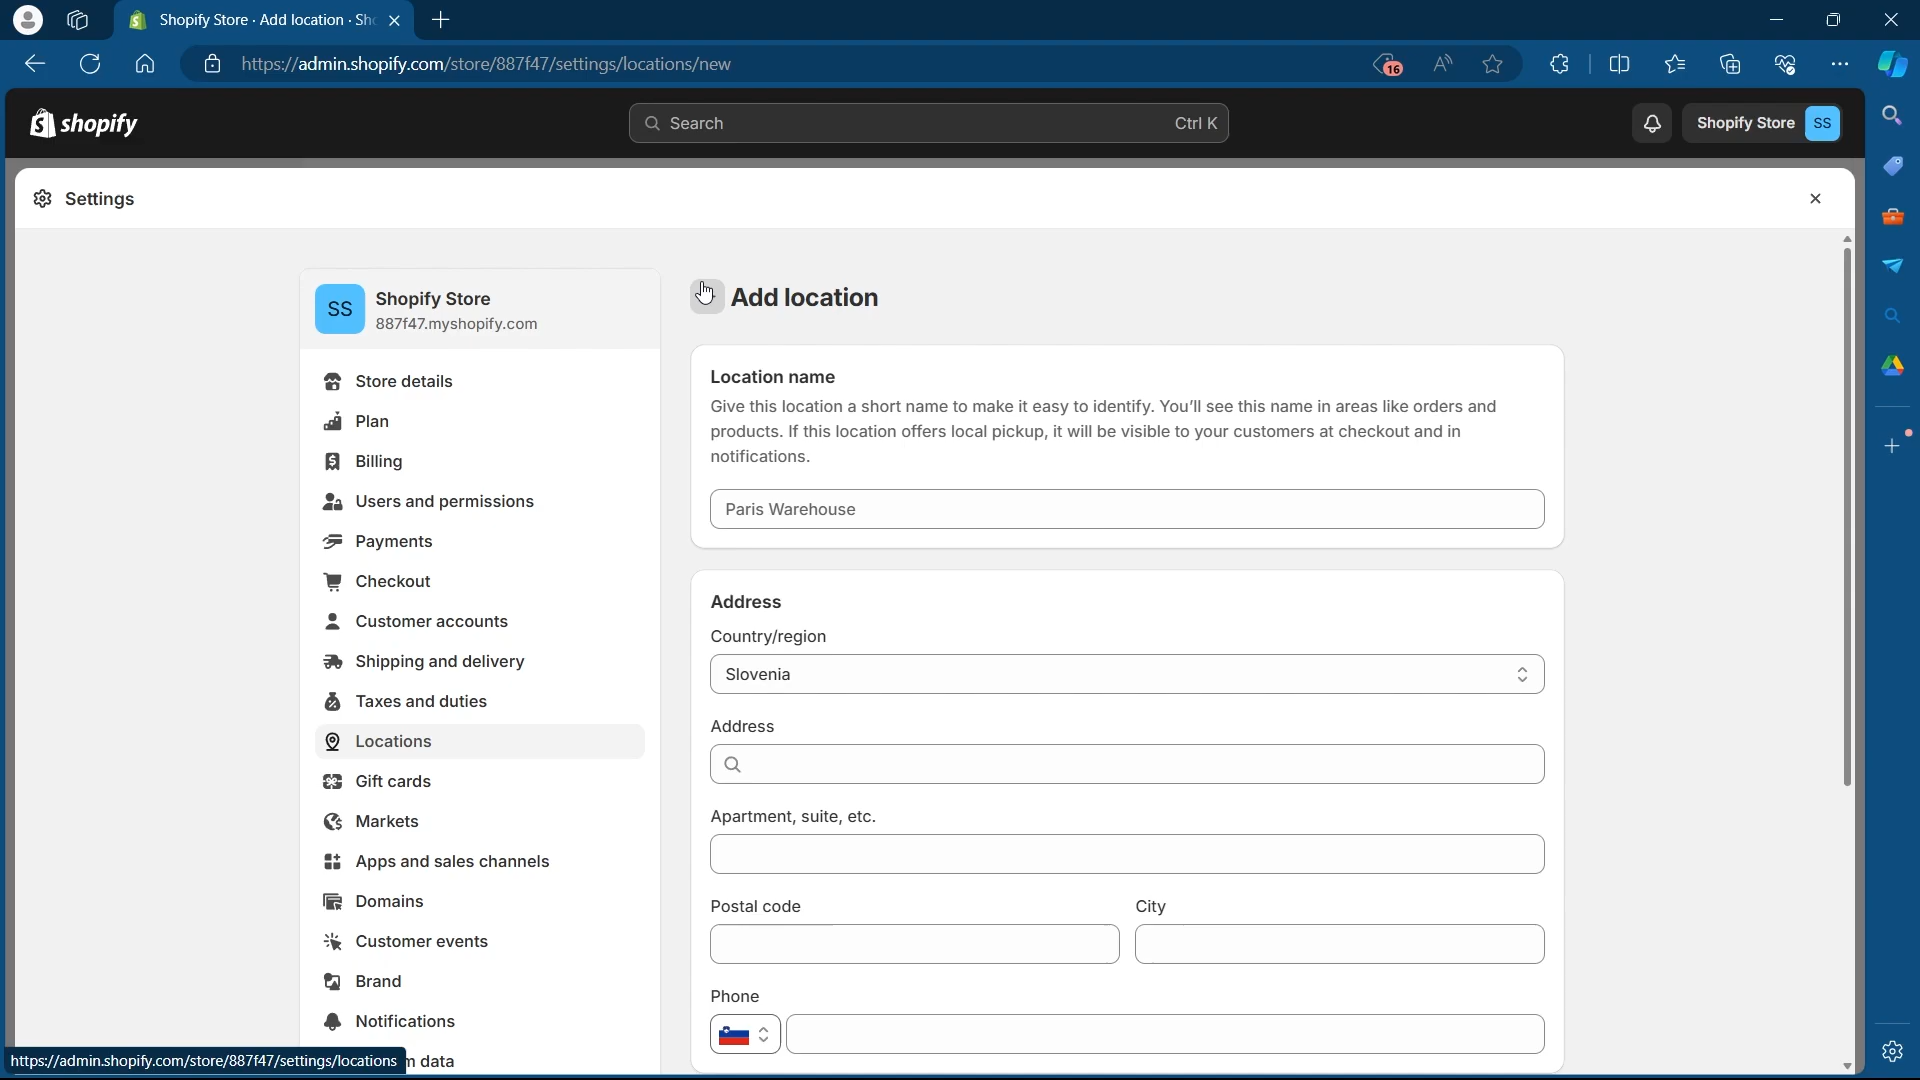 Shopify Store · Add location · Sh
https://admin.shopify.com/store/887f47/settings/locations/new
16
shopify
Search
Ctrl K
Shopify Store
SS
Settings
SS
Shopify Store
887f47.myshopify.com
Store details
Plan
Billing
Users and permissions
Payments
Checkout
Customer accounts
Shipping and delivery
Taxes and duties
Locations
Gift cards
Markets
Apps and sales channels
Domains
Customer events
Brand
Notifications
m data
https://admin.shopify.com/store/887f47/settings/locations
Add location
Location name
Give this location a short name to make it easy to identify. You’ll see this name in areas like orders and
products. If this location offers local pickup, it will be visible to your customers at checkout and in
notifications.
Paris Warehouse
Address
Country/region
Slovenia
Address
Apartment, suite, etc.
Postal code
City
Phone